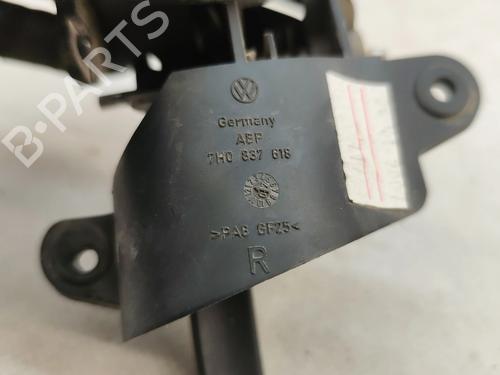 Germany
AEP
7H0 837 618
>PA6 GF25<
R
B-PARTS